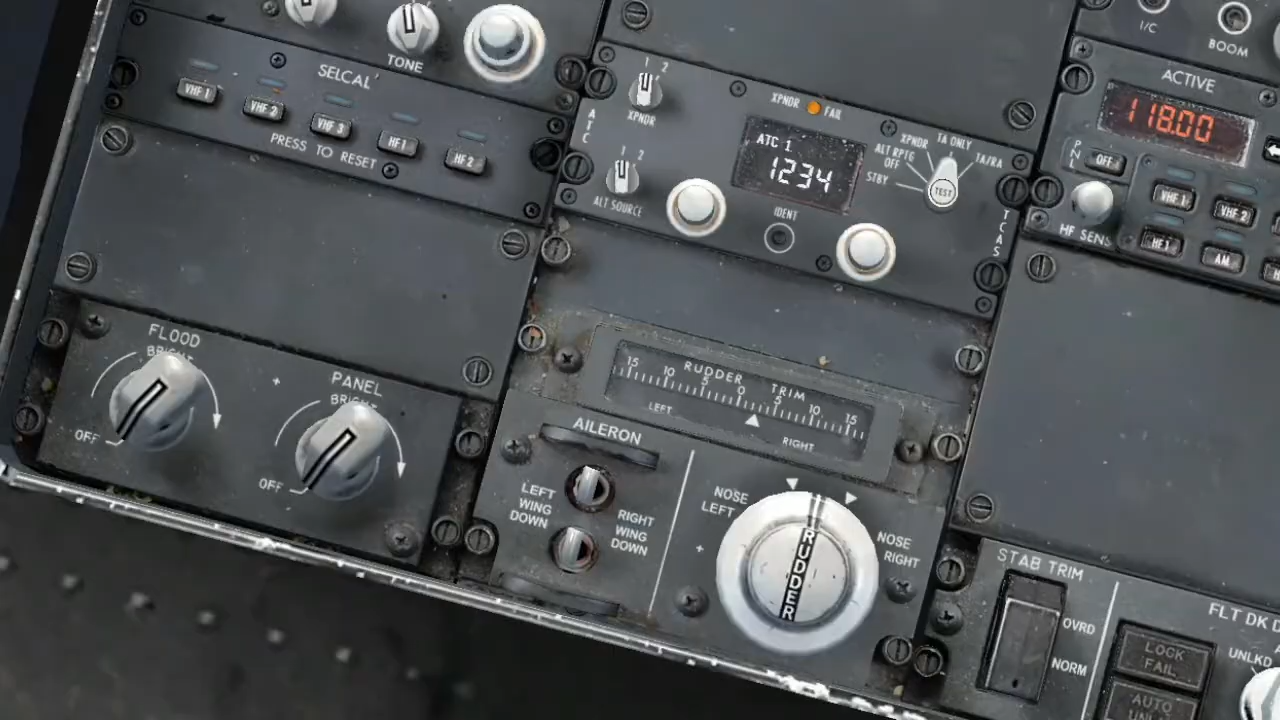 TONE
SELCAL
VHF 1
VHF 2
VHF 3
HF 1
HF 2
PRESS TO RESET
1 2
XPNDR
ATC
1 2
ALT SOURCE
XPNDR FAIL
ATC 1
1234
IDENT
STBY
ALT RPTG
OFF
XPNDR
TA ONLY
TA/RA
TEST
TCAS
I/C
BOOM
ACTIVE
118.00
PNL
OFF
HF SENS
VHF 1
VHF 2
HF1
AM
FLOOD
BRIGHT
OFF
PANEL
BRIGHT
OFF
RUDDER TRIM
15 10 5 0 5 10 15
LEFT
RIGHT
AILERON
LEFT
WING
DOWN
RIGHT
WING
DOWN
NOSE
LEFT
RUDDER
NOSE
RIGHT
STAB TRIM
OVRD
NORM
FLT DK D
LOCK
FAIL
AUTO
UNLKD